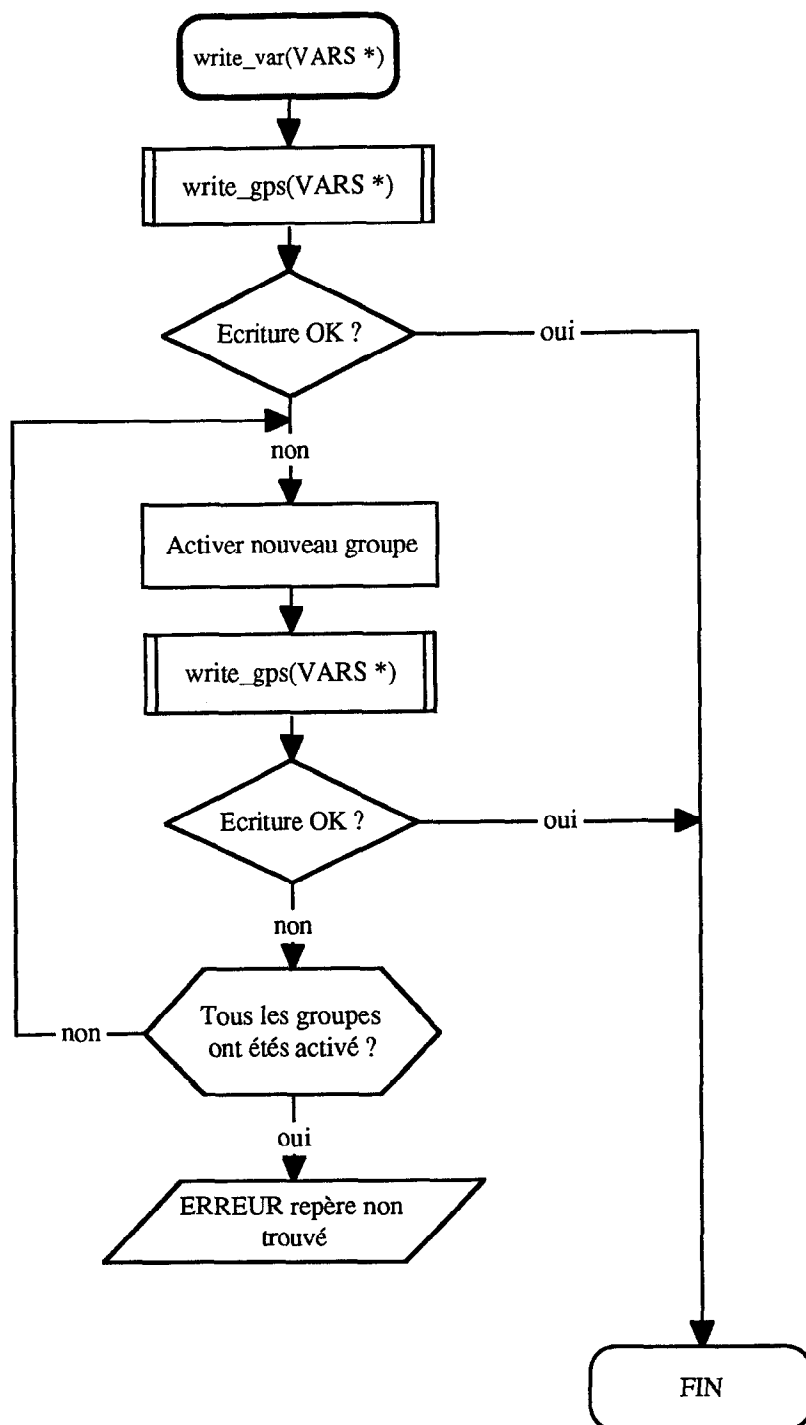 write_var(VARS *)
write_gps(VARS *)
Ecriture OK ?
oui
non
Activer nouveau groupe
write_gps(VARS *)
Ecriture OK ?
oui
non
Tous les groupes
ont étés activé ?
non
oui
ERREUR repère non
trouvé
FIN